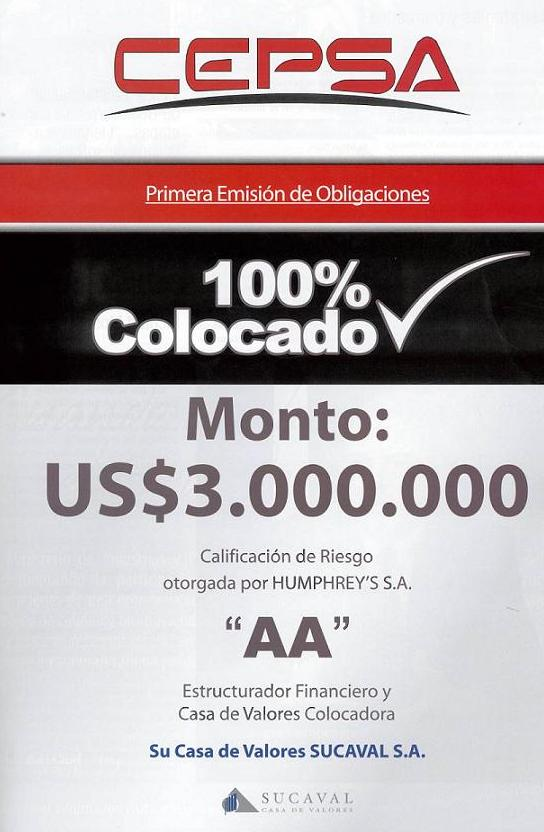 CEPSA
Primera Emisión de Obligaciones
100%
Colocado
Monto:
US$3.000.000
Calificación de Riesgo
otorgada por HUMPHREY'S S.A.
“AA”
Estructurador Financiero y
Casa de Valores Colocadora
Su Casa de Valores SUCAVAL S.A.
SUCAVAL
CASA DE VALORES